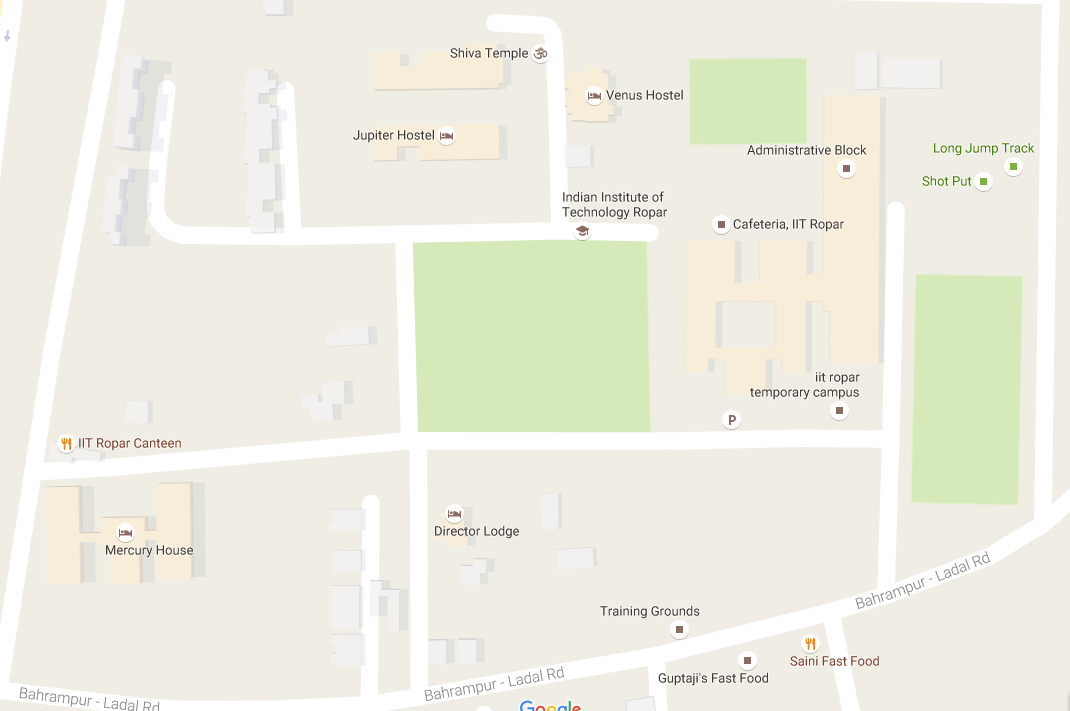 Shiva Temple
Venus Hostel
Jupiter Hostel
Administrative Block
Long Jump Track
Shot Put
Indian Institute of
Technology Ropar
Cafeteria, IIT Ropar
iit ropar
temporary campus
P
IIT Ropar Canteen
Director Lodge
Mercury House
Bahrampur - Ladal Rd
Training Grounds
Saini Fast Food
Guptaji's Fast Food
Bahrampur - Ladal Rd
Bahrampur - Ladal Rd
Google